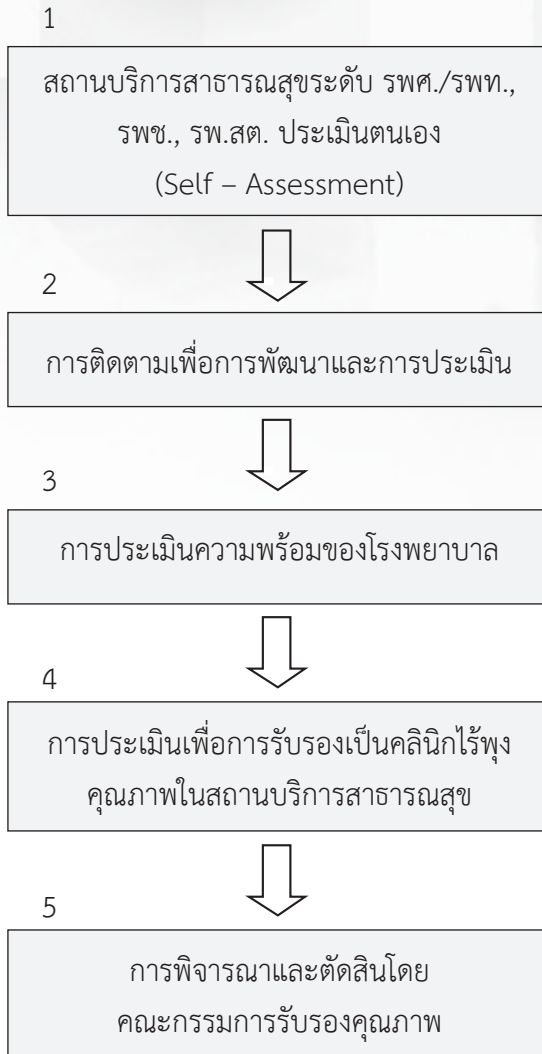 1
สถานบริการสาธารณสุขระดับ รพศ./รพท.,
รพช., รพ.สต. ประเมินตนเอง
(Self – Assessment)
2
การติดตามเพื่อการพัฒนาและการประเมิน
3
การประเมินความพร้อมของโรงพยาบาล
4
การประเมินเพื่อการรับรองเป็นคลินิกไร้พุง
คุณภาพในสถานบริการสาธารณสุข
5
การพิจารณาและตัดสินโดย
คณะกรรมการรับรองคุณภาพ